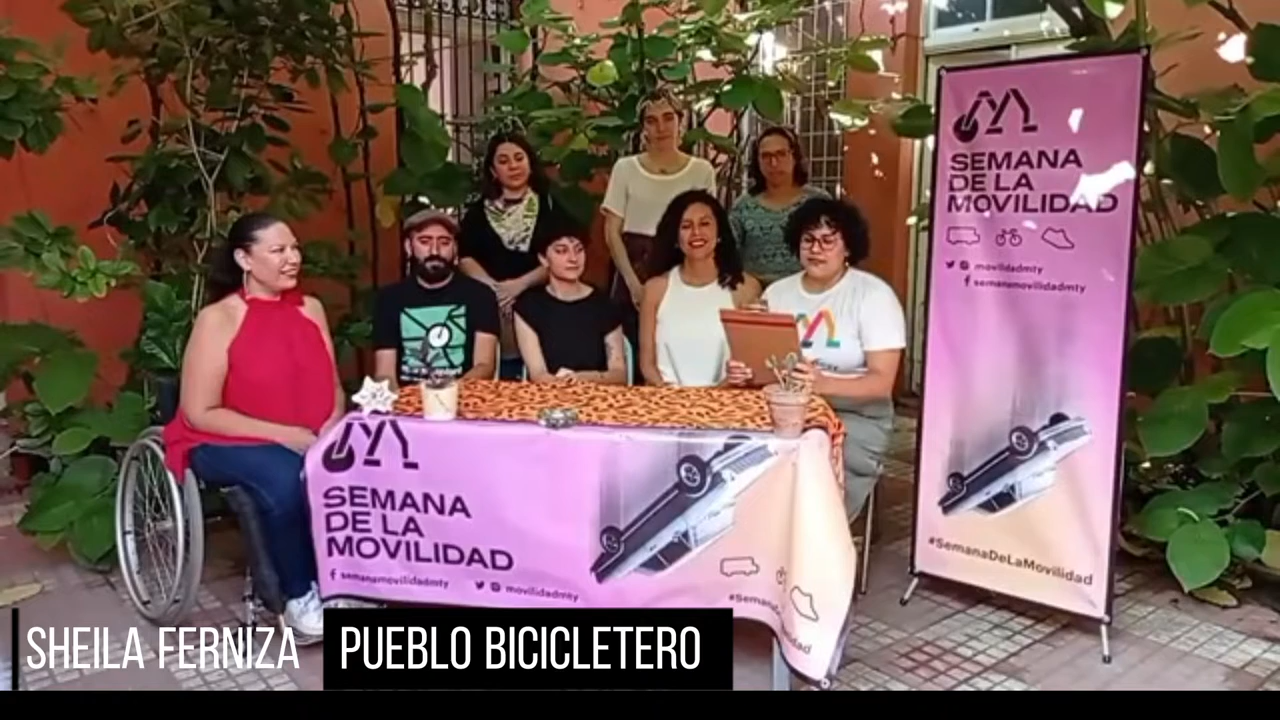 SEMANA
DE LA
MOVILIDAD
movilidadmty
semanamovilidadmty
#SemanaDeLaMovilidad
SEMANA
DE LA
MOVILIDAD
semanamovilidadmty
movilidadmty
SHEILA FERNIZA
PUEBLO BICICLETERO